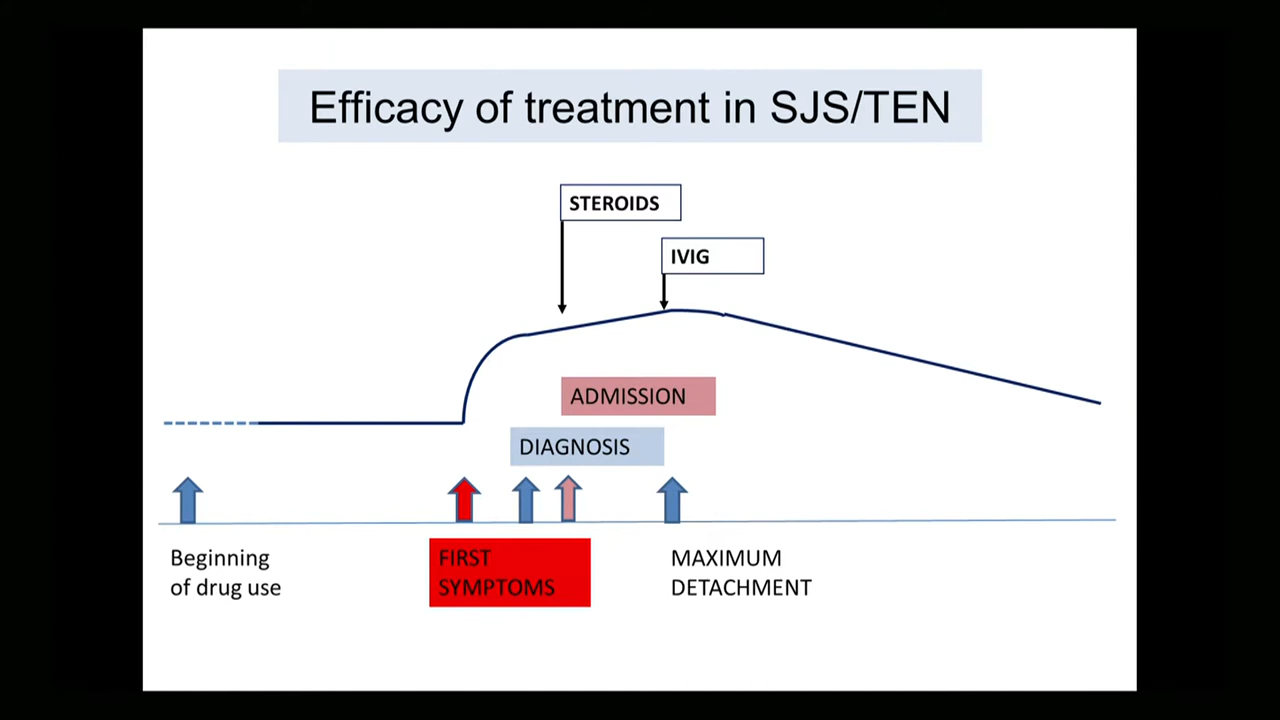 Efficacy of treatment in SJS/TEN
STEROIDS
IVIG
ADMISSION
DIAGNOSIS
Beginning
of drug use
FIRST
SYMPTOMS
MAXIMUM
DETACHMENT